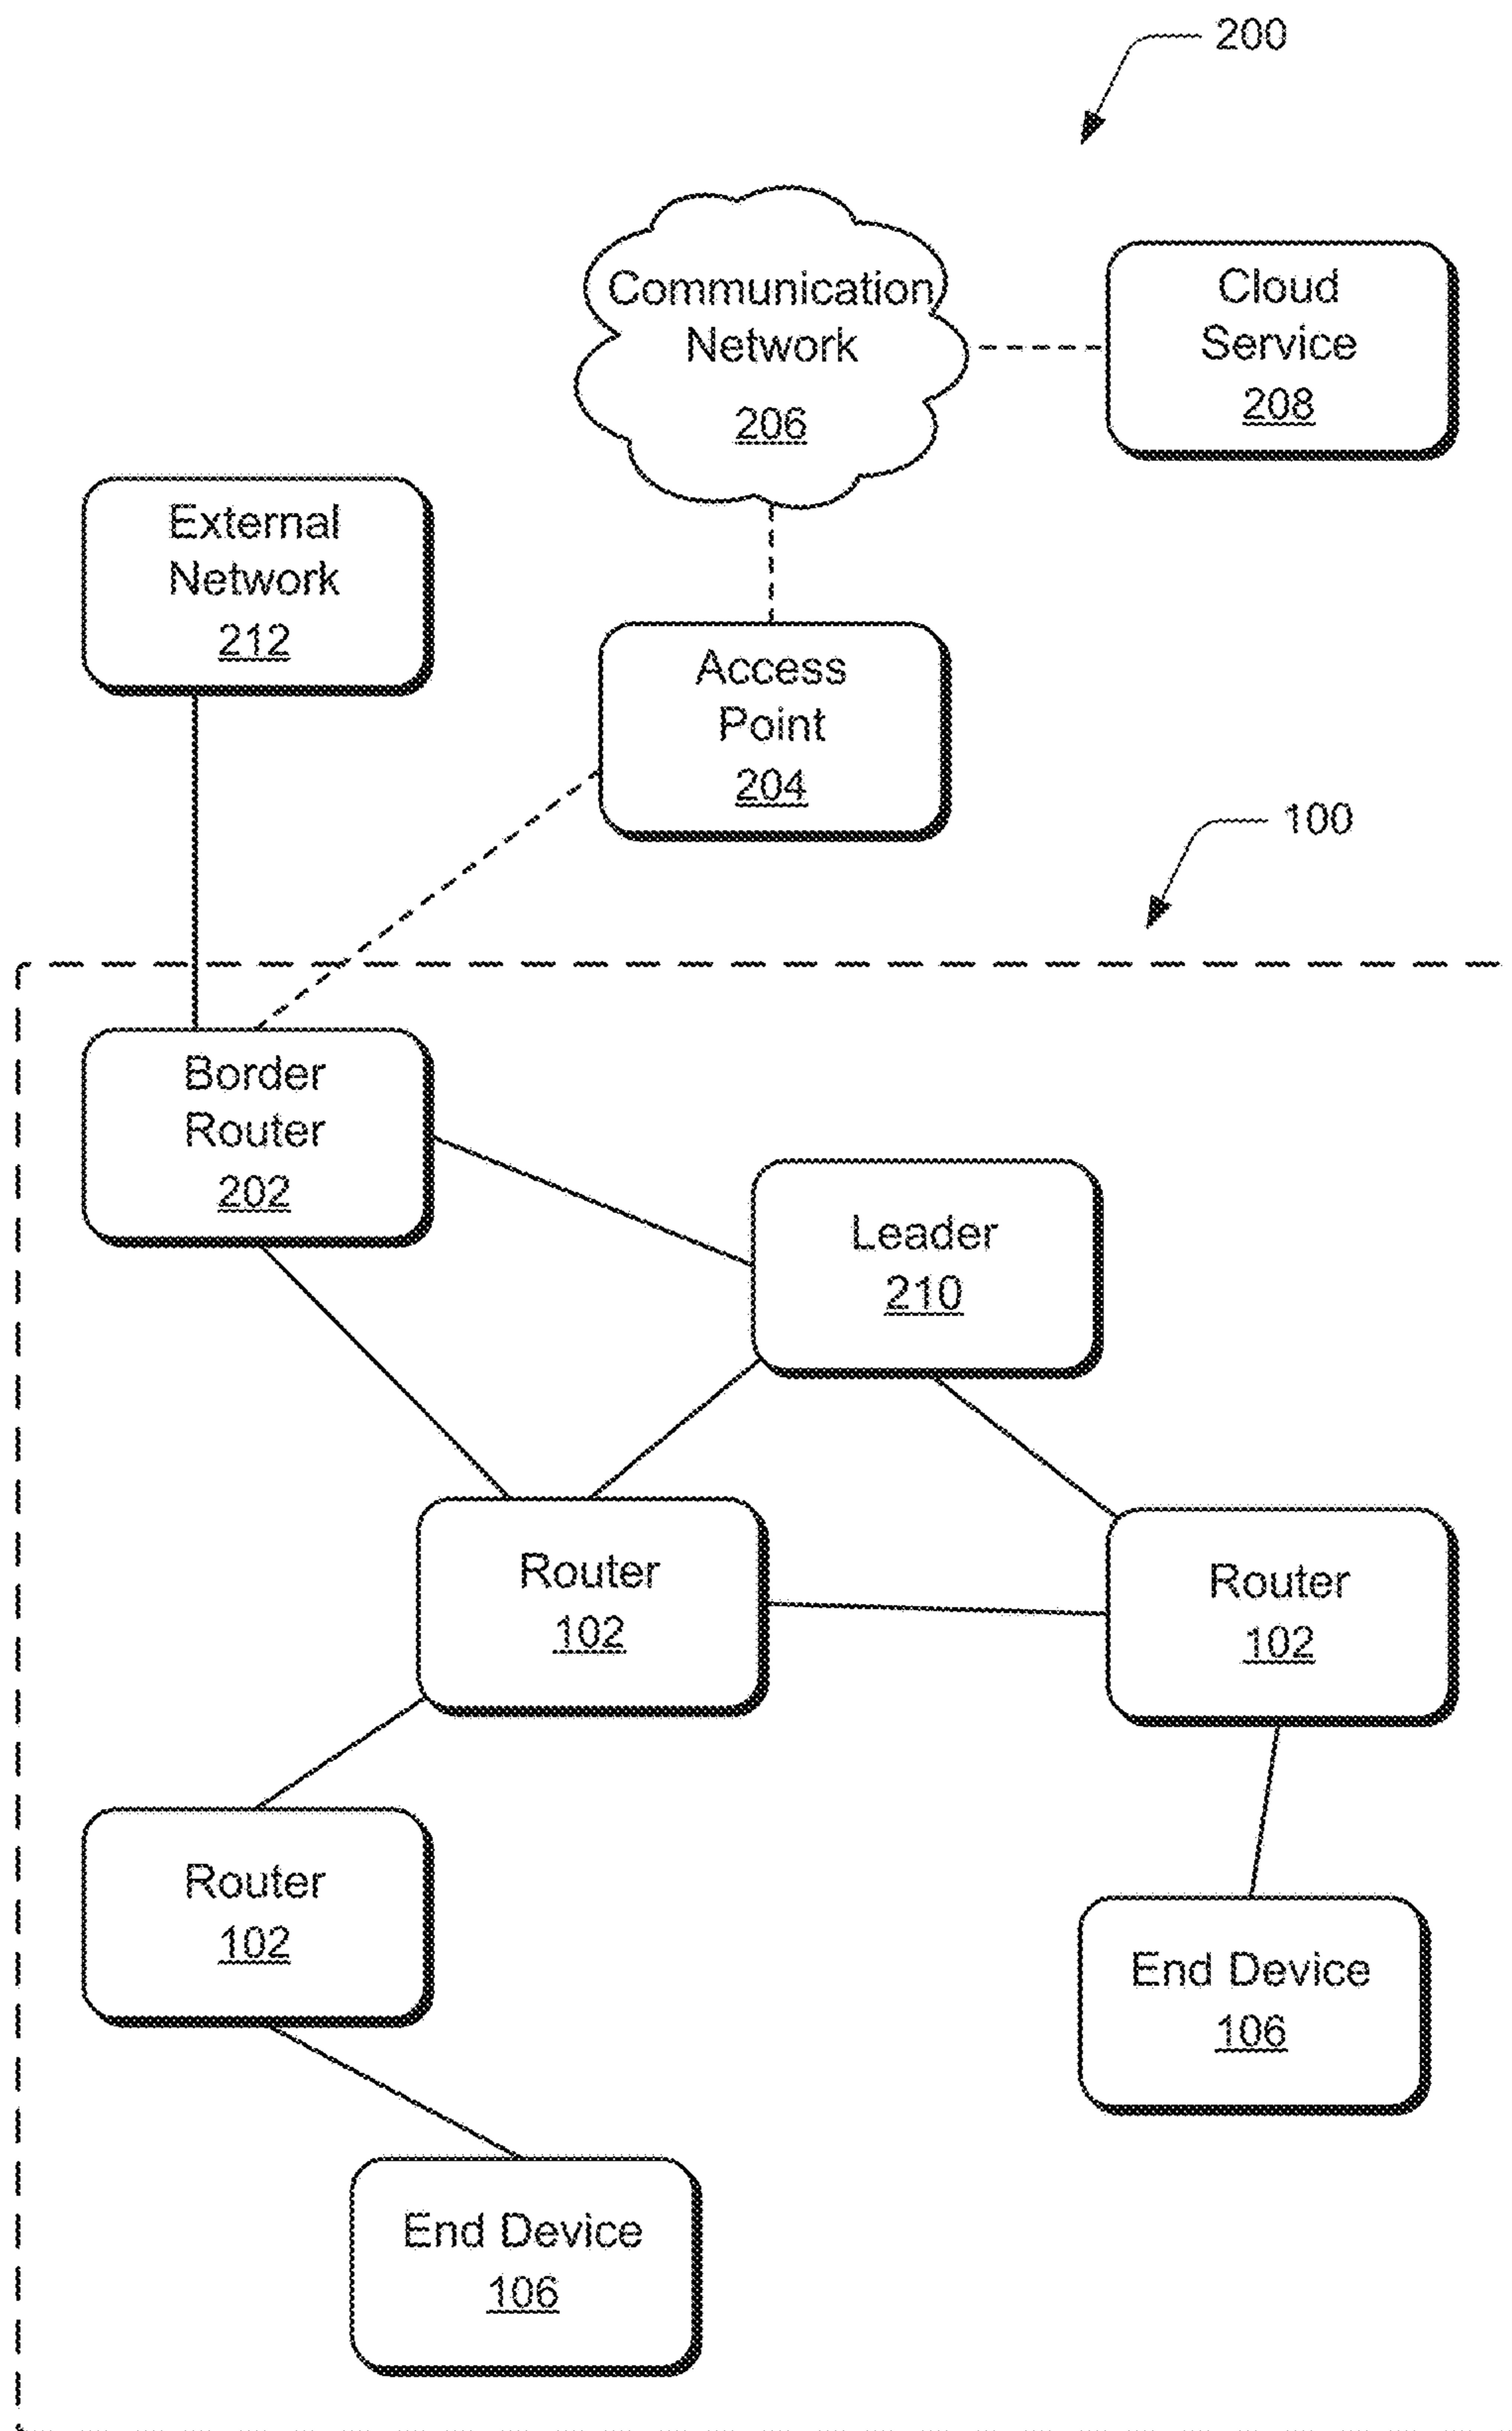 200
Communication
Network
206
Cloud
Service
208
External
Network
212
Access
Point
204
100
Border
Router
202
Leader
210
Router
102
Router
102
Router
102
End Device
106
End Device
106